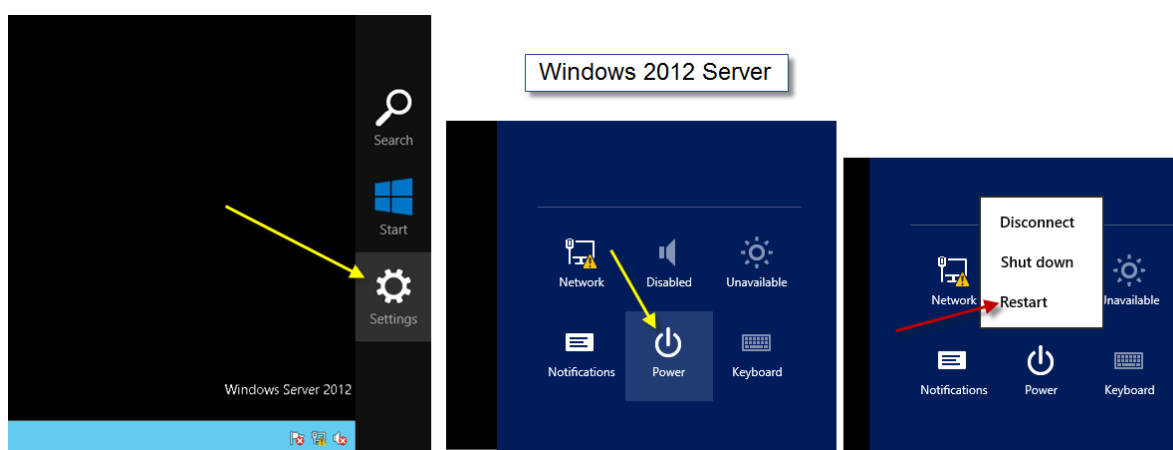 Windows 2012 Server
Search
Start
Settings
Windows Server 2012
Network Disabled Unavailable
Notifications Power Keyboard
Disconnect
Shut down
Restart
Network navailable
Notifications Power Keyboard